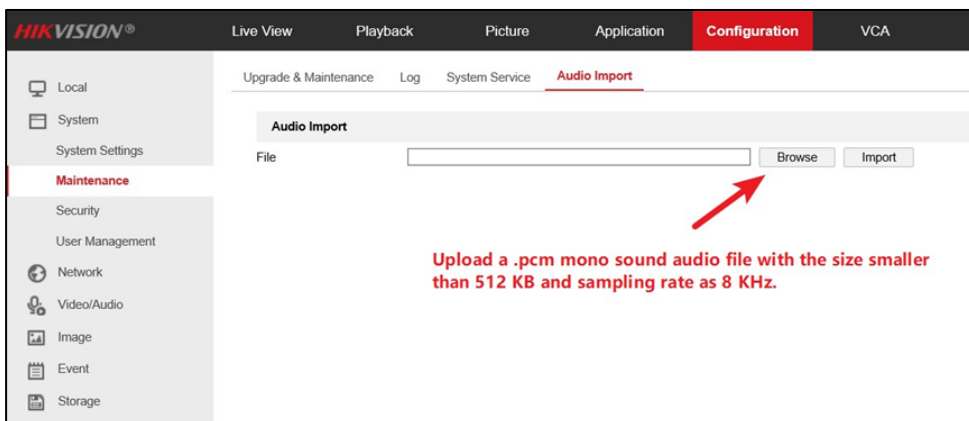 HIKVISION®
Live View Playback Picture Application Configuration VCA
Local
System
System Settings
Maintenance
Security
User Management
Network
Video/Audio
Image
Event
Storage
Upgrade & Maintenance Log System Service Audio Import
Audio Import
File Browse Import
Upload a .pcm mono sound audio file with the size smaller
than 512 KB and sampling rate as 8 KHz.